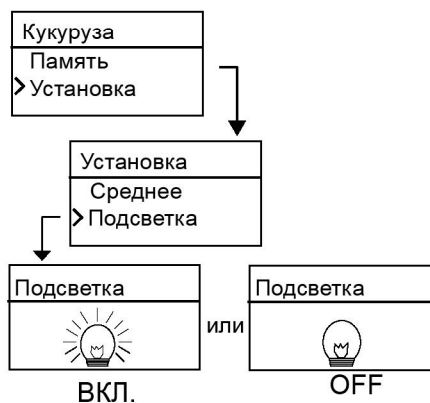 Кукуруза
Память
>Установка
Установка
Среднее
>Подсветка
Подсветка
или
Подсветка
ВКЛ.
OFF